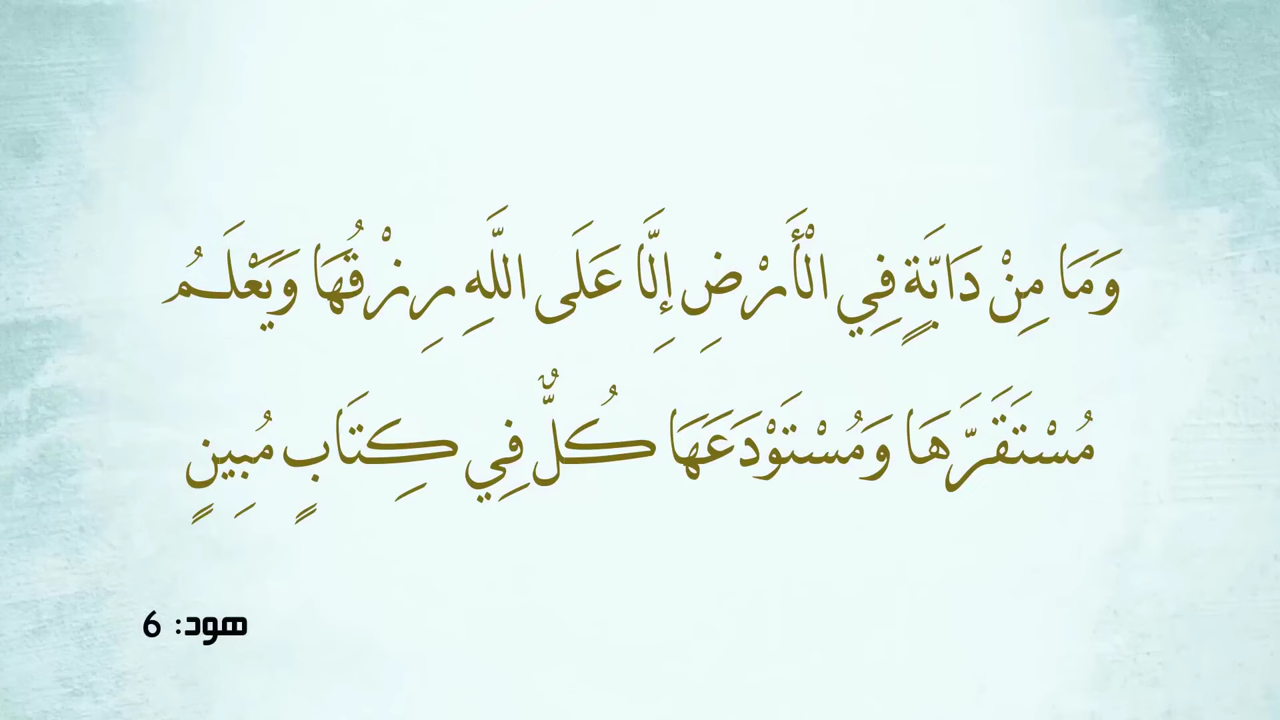 وَمَا مِنْ دَابَّةٍ فِي الْأَرْضِ إِلَّا عَلَى اللَّهِ رِزْقُهَا وَيَعْلَمُ
مُسْتَقَرَّهَا وَمُسْتَوْدَعَهَا كُلٌّ فِي كِتَابٍ مُبِينٍ
هود: 6